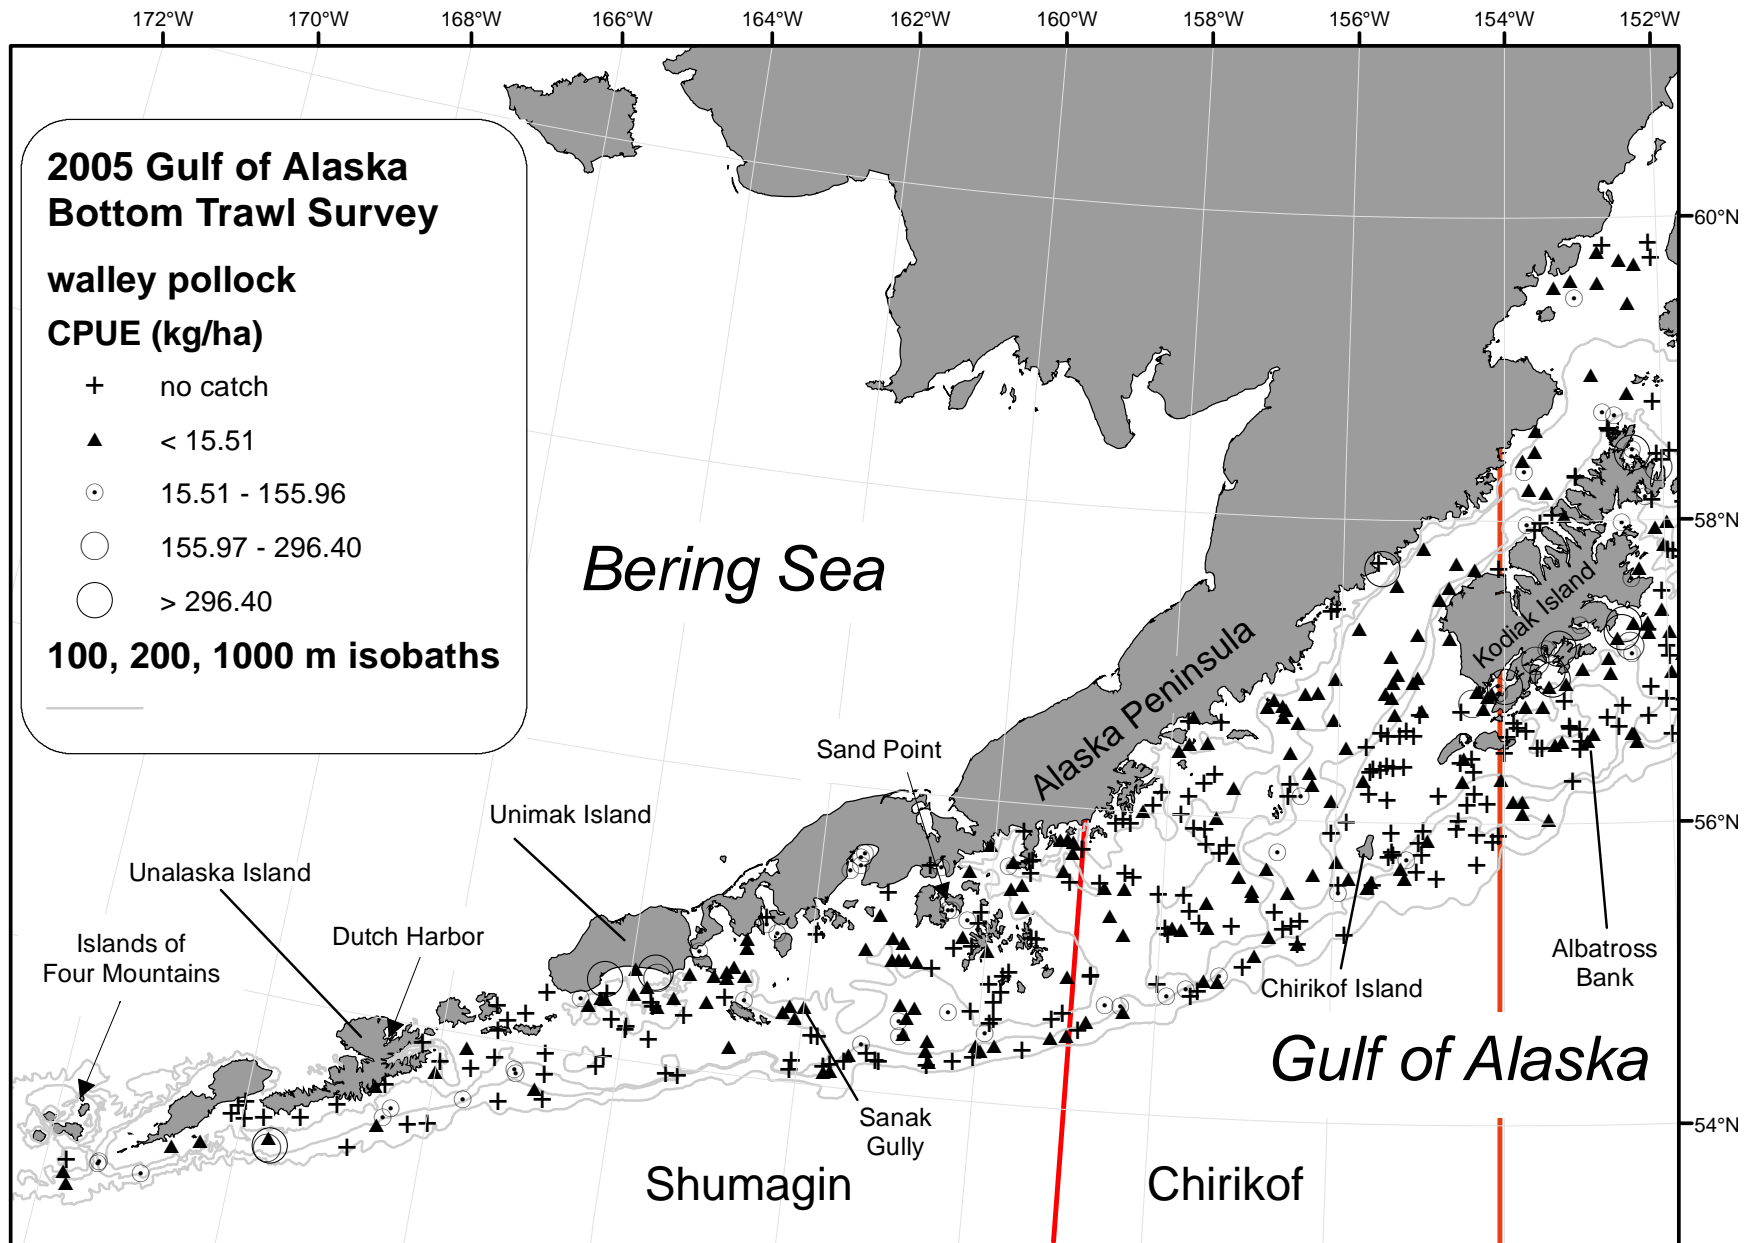 172°W 170°W 168°W 166°W 164°W 162°W 160°W 158°W 156°W 154°W 152°W
2005 Gulf of Alaska
Bottom Trawl Survey
walley pollock
CPUE (kg/ha)
no catch
< 15.51
15.51 - 155.96
155.97 - 296.40
> 296.40
100, 200, 1000 m isobaths
60°N
58°N
56°N
54°N
Bering Sea
Alaska Peninsula
Kodiak Island
Sand Point
Unimak Island
Unalaska Island
Dutch Harbor
Islands of
Four Mountains
Albatross
Bank
Chirikof Island
Gulf of Alaska
Sanak
Gully
Shumagin
Chirikof